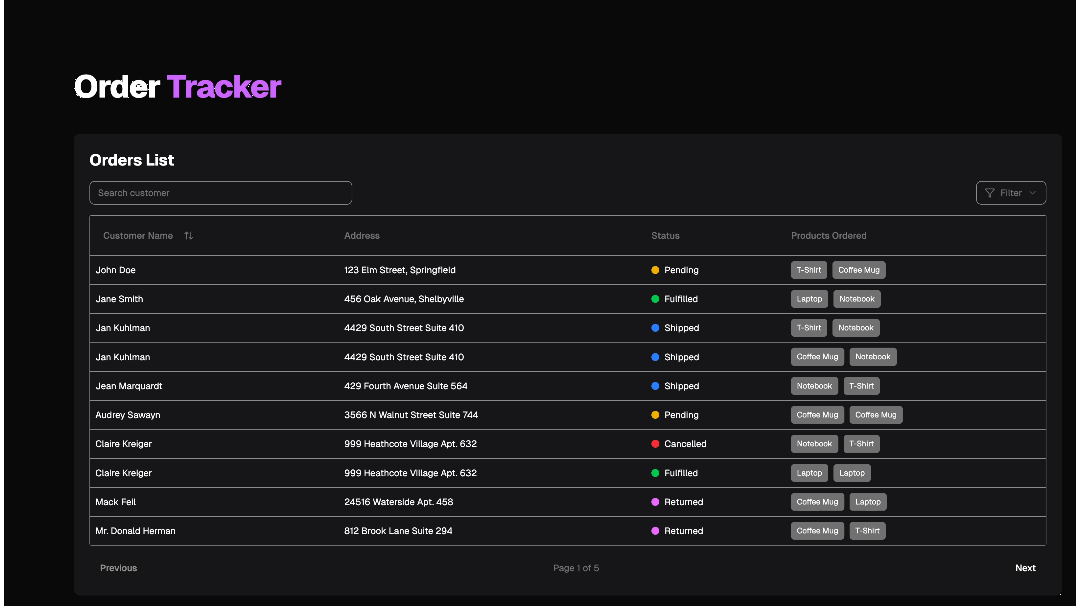 Order Tracker
Orders List
Search customer
Filter
Customer Name Address Status Products Ordered
John Doe 123 Elm Street, Springfield Pending T-Shirt Coffee Mug
Jane Smith 456 Oak Avenue, Shelbyville Fulfilled Laptop Notebook
Jan Kuhlman 4429 South Street Suite 410 Shipped T-Shirt Notebook
Jan Kuhlman 4429 South Street Suite 410 Shipped Coffee Mug Notebook
Jean Marquardt 429 Fourth Avenue Suite 564 Shipped Notebook T-Shirt
Audrey Sawayn 3566 N Walnut Street Suite 744 Pending Coffee Mug Coffee Mug
Claire Kreiger 999 Heathcote Village Apt. 632 Cancelled Notebook T-Shirt
Claire Kreiger 999 Heathcote Village Apt. 632 Fulfilled Laptop Laptop
Mack Feil 24516 Waterside Apt. 458 Returned Coffee Mug Laptop
Mr. Donald Herman 812 Brook Lane Suite 294 Returned Coffee Mug T-Shirt
Previous Page 1 of 5 Next